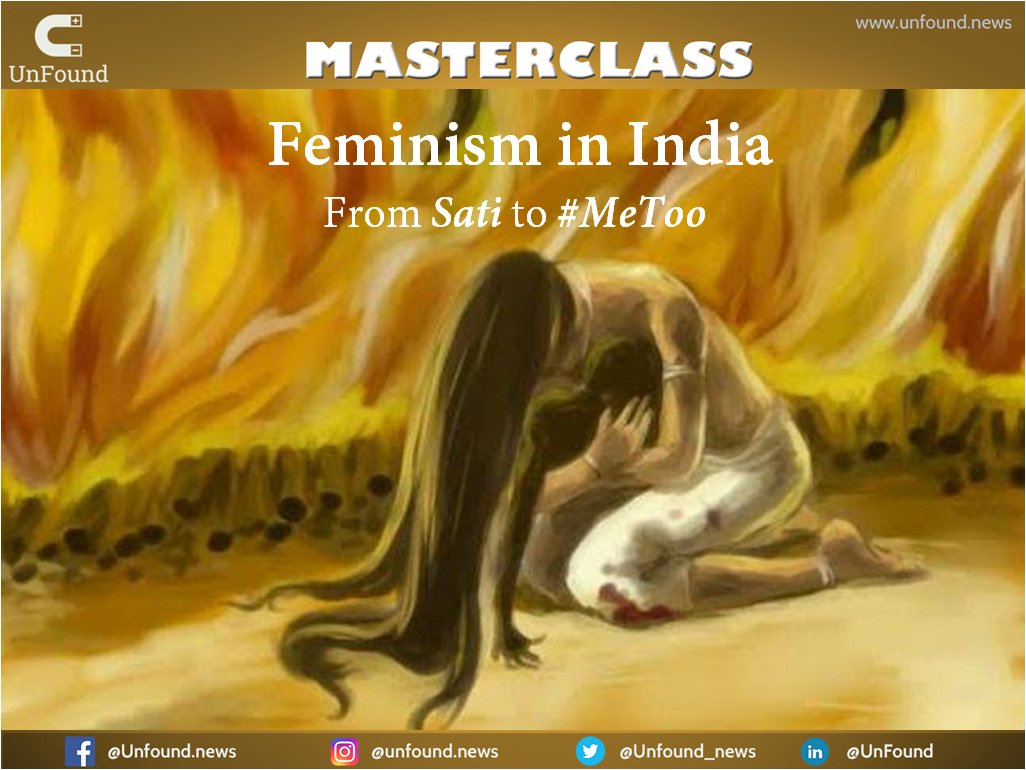 www.unfound.news
UnFound
MASTERCLASS
Feminism in India
From Sati to #MeToo
@Unfound.news
@unfound.news
@Unfound_news
@UnFound